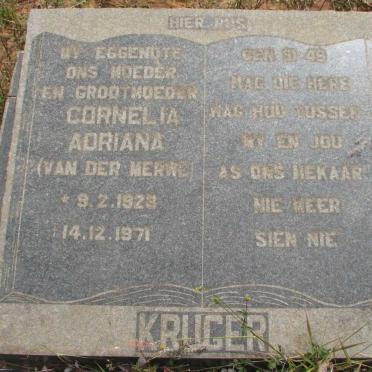 HIER RUS
MY EGGENOTE
ONS MOEDER
EN GROOTMOEDER
CORNELIA
ADRIANA
(VAN DER MERWE)
* 9.2.1928
14.12.1971
GEN 31-49
MAG DIE HERE
WAG HOU TUSSEN
MY EN JOU
AS ONS MEKAAR
NIE MEER
SIEN NIE
KRUGER